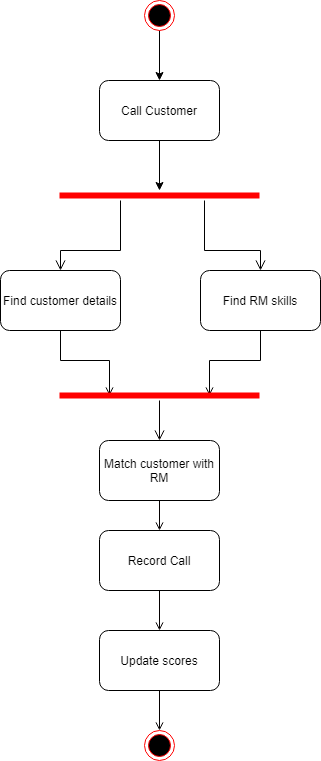 Call Customer
Find customer details
Find RM skills
Match customer with
RM
Record Call
Update scores